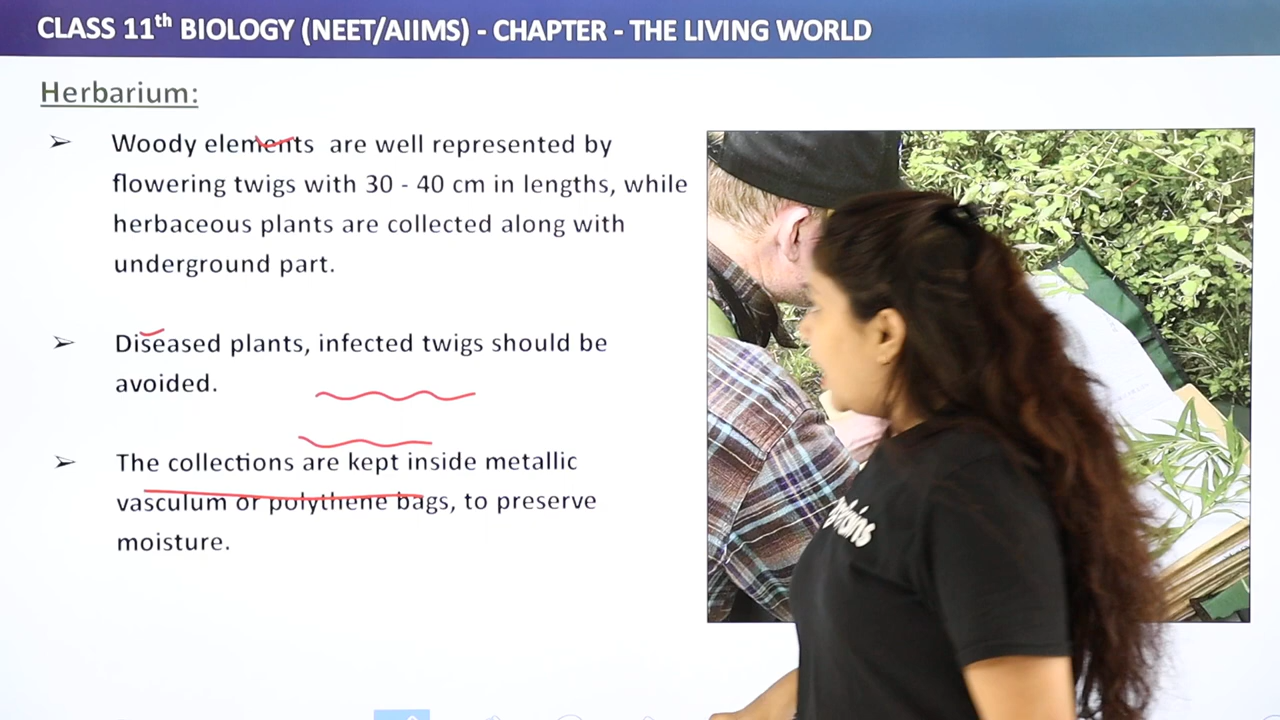 CLASS 11th BIOLOGY (NEET/AIIMS) - CHAPTER - THE LIVING WORLD
Herbarium:
➢ Woody elements are well represented by
flowering twigs with 30 - 40 cm in lengths, while
herbaceous plants are collected along with
underground part.
➢ Diseased plants, infected twigs should be
avoided.
➢ The collections are kept inside metallic
vasculum or polythene bags, to preserve
moisture.